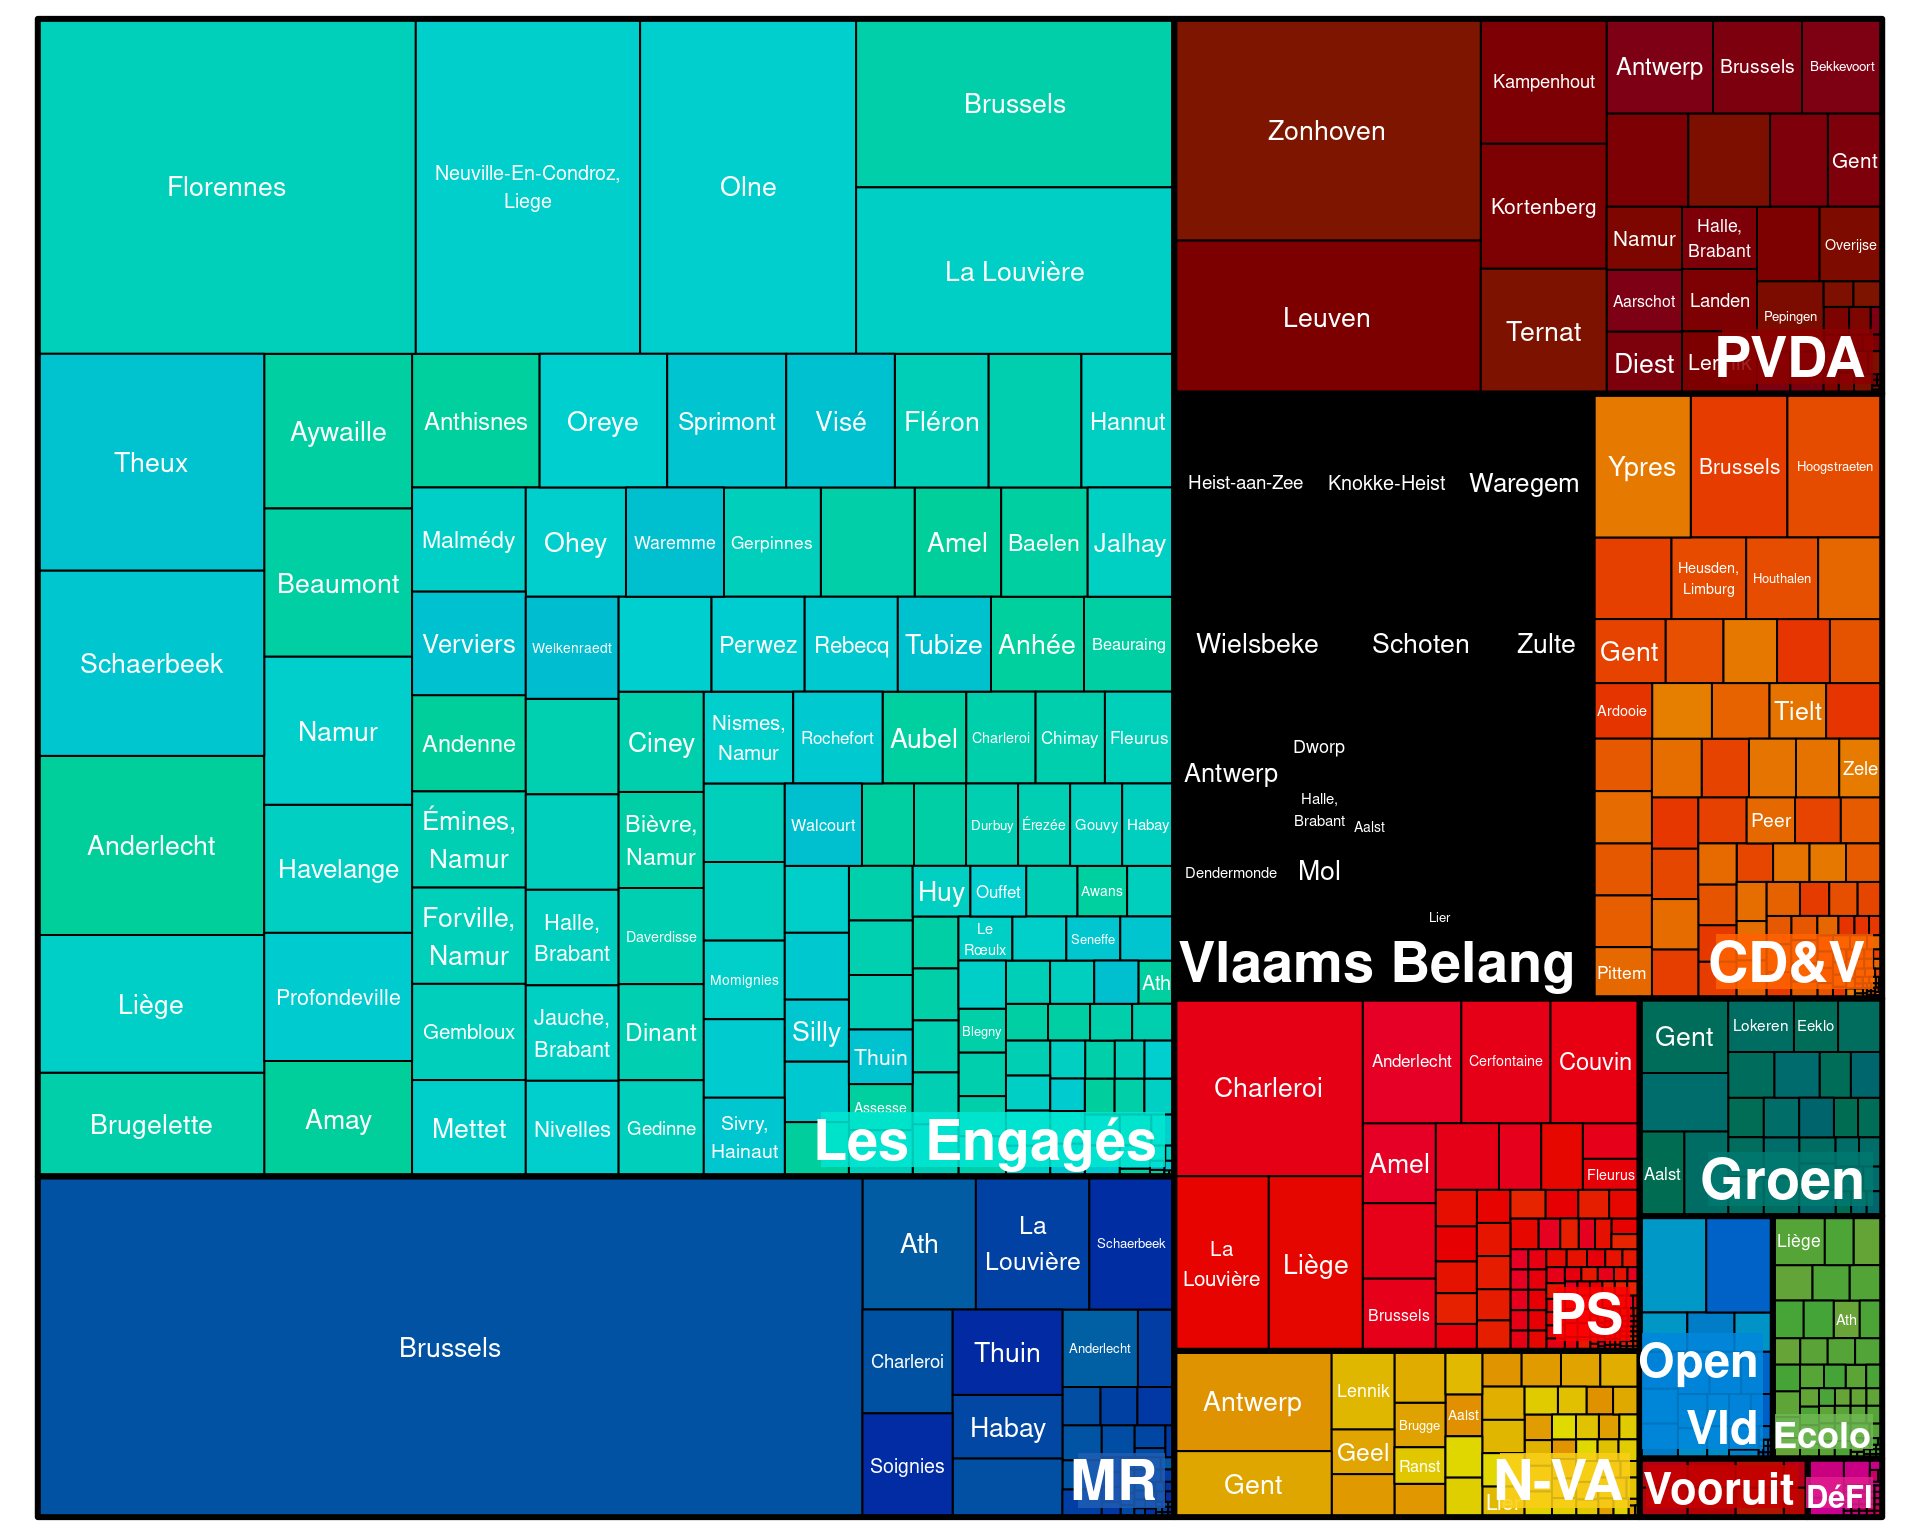 Florennes
Neuville-En-Condroz,
Liege
Olne
Brussels
La Louvière
Theux
Schaerbeek
Anderlecht
Liège
Brugelette
Aywaille
Beaumont
Namur
Havelange
Profondeville
Amay
Anthisnes
Oreye
Sprimont
Visé
Fléron
Hannut
Malmédy
Ohey
Waremme
Gerpinnes
Amel
Baelen
Jalhay
Verviers
Welkenraedt
Perwez
Rebecq
Tubize
Anhée
Beauraing
Andenne
Ciney
Nismes,
Namur
Rochefort
Aubel
Charleroi
Chimay
Fleurus
Émines,
Namur
Bièvre,
Namur
Walcourt
Durbuy
Érezée
Gouvy
Habay
Forville,
Namur
Halle,
Brabant
Daverdisse
Momignies
Huy
Ouffet
Awans
Le
Rœulx
Seneffe
Ath
Gembloux
Jauche,
Brabant
Dinant
Silly
Thuin
Blegny
Mettet
Nivelles
Gedinne
Sivry,
Hainaut
Assesse
Les Engagés
Brussels
Ath
La
Louvière
Schaerbeek
Charleroi
Thuin
Anderlecht
Habay
Soignies
MR
Zonhoven
Leuven
Kampenhout
Kortenberg
Ternat
Antwerp
Brussels
Bekkevoort
Gent
Namur
Halle,
Brabant
Overijse
Aarschot
Landen
Pepingen
Diest
PVDA
Heist-aan-Zee
Knokke-Heist
Waregem
Wielsbeke
Schoten
Zulte
Antwerp
Dworp
Halle,
Brabant
Aalst
Dendermonde
Mol
Lier
Vlaams Belang
Ypres
Brussels
Hoogstraeten
Heusden,
Limburg
Houthalen
Gent
Ardooie
Tielt
Zele
Peer
Pittem
CD&V
Charleroi
Anderlecht
Cerfontaine
Couvin
Amel
Fleurus
La
Louvière
Liège
Brussels
PS
Gent
Lokeren
Eeklo
Aalst
Groen
Antwerp
Gent
Lennik
Geel
Brugge
Ranst
Aalst
N-VA
Open
Vld
Liège
Ath
Ecolo
Vooruit
DéFI